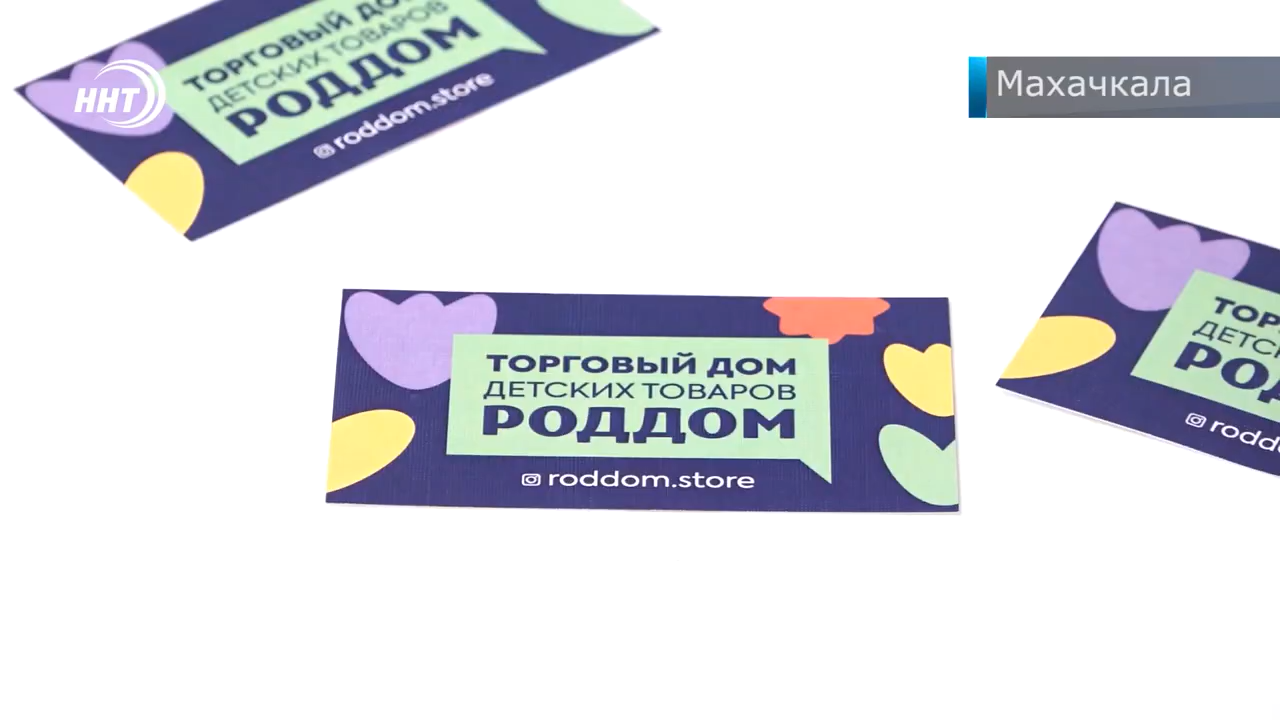 ННТ
Махачкала
ТОРГОВЫЙ ДОМ
ДЕТСКИХ ТОВАРОВ
РОДДОМ
roddom.store
ТОРГОВЫЙ ДОМ
ДЕТСКИХ ТОВАРОВ
РОДДОМ
roddom.store